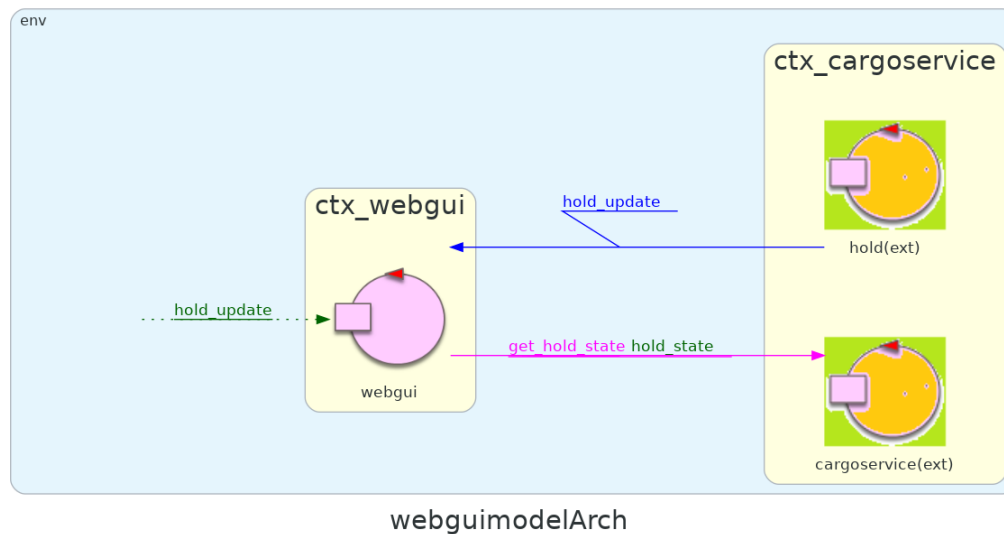 env
ctx_cargoservice
hold(ext)
hold_update
ctx_webgui
hold_update
webgui
get_hold_state hold_state
cargoservice(ext)
webguimodelArch